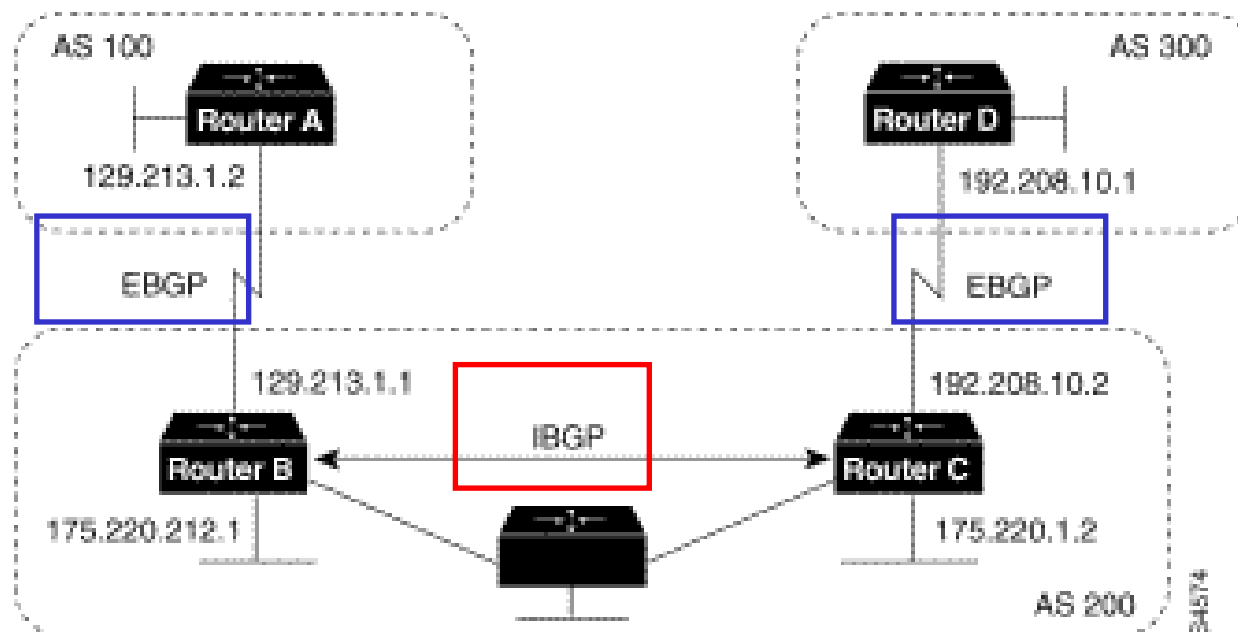 AS 100
AS 300
Router A
Router D
129.213.1.2
192.208.10.1
EBGP
EBGP
129.213.1.1
192.208.10.2
IBGP
Router B
Router C
175.220.212.1
175.220.1.2
AS 200